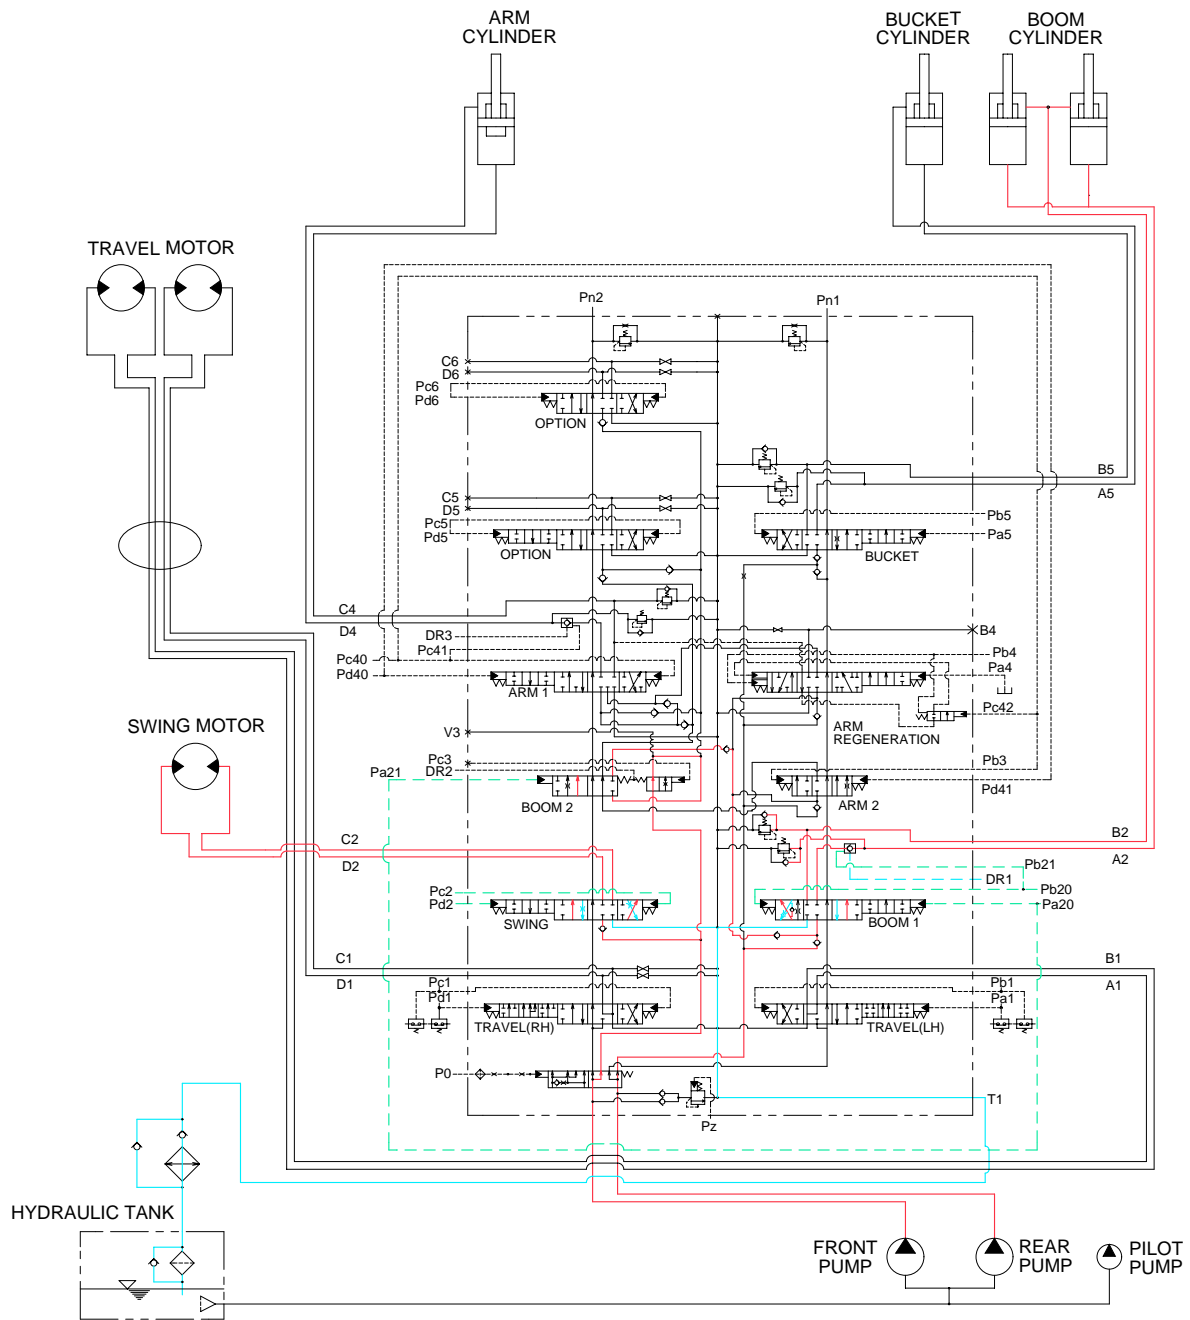 ARM
CYLINDER
BUCKET
CYLINDER
BOOM
CYLINDER
TRAVEL MOTOR
Pn2
Pn1
C6
D6
Pc6
Pd6
OPTION
B5
A5
C5
D5
Pc5
Pd5
OPTION
Pb5
Pa5
BUCKET
C4
D4
DR3
Pc41
Pc40
Pd40
ARM 1
B4
Pb4
Pa4
Pc42
ARM
REGENERATION
SWING MOTOR
V3
Pc3
DR2
Pa21
BOOM 2
Pb3
Pd41
ARM 2
C2
D2
B2
A2
Pb21
DR1
Pc2
Pd2
SWING
Pb20
Pa20
BOOM 1
C1
D1
B1
A1
Pc1
Pd1
TRAVEL(RH)
Pb1
Pa1
TRAVEL(LH)
P0
T1
Pz
HYDRAULIC TANK
FRONT
PUMP
REAR
PUMP
PILOT
PUMP